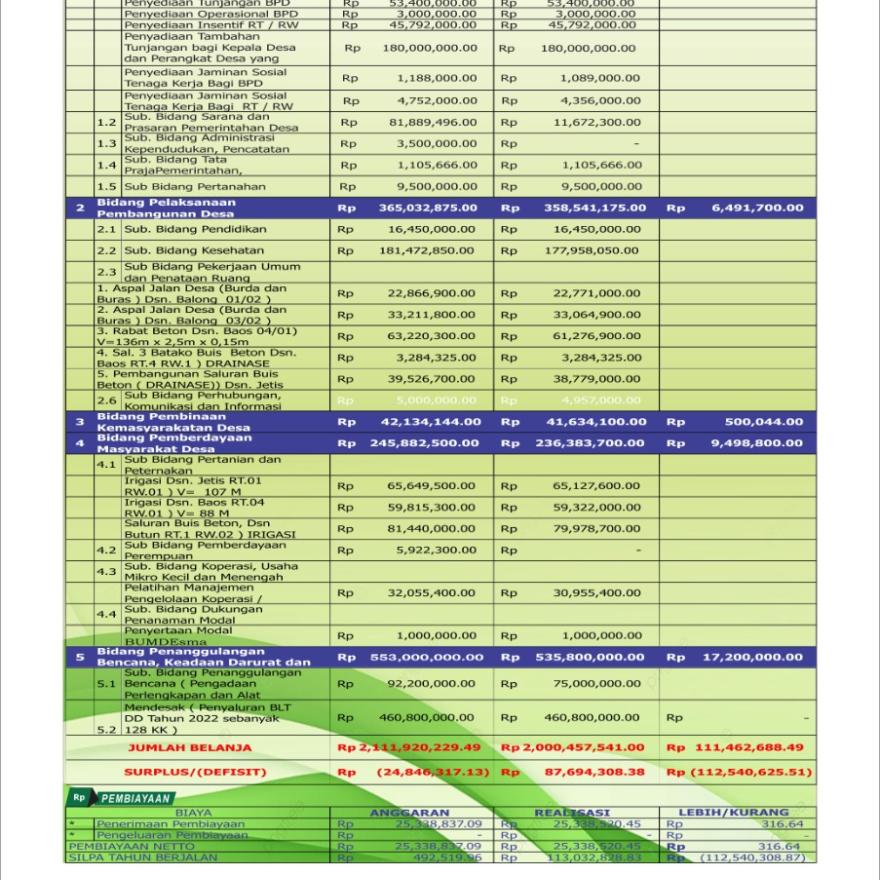 Penyediaan Tunjangan BPD Rp 53,400,000.00 Rp 53,400,000.00
Penyediaan Operasional BPD Rp 3,000,000.00 Rp 3,000,000.00
Penyediaan Insentif RT / RW Rp 45,792,000.00 Rp 45,792,000.00
Penyadiaan Tambahan
Tunjangan bagi Kepala Desa Rp 180,000,000.00 Rp 180,000,000.00
dan Perangkat Desa yang
Penyediaan Jaminan Sosial
Tenaga Kerja Bagi BPD Rp 1,188,000.00 Rp 1,089,000.00
Penyediaan Jaminan Sosial
Tenaga Kerja Bagi RT / RW Rp 4,752,000.00 Rp 4,356,000.00
1.2 Sub. Bidang Sarana dan
Prasaran Pemerintahan Desa Rp 81,889,496.00 Rp 11,672,300.00
1.3 Sub. Bidang Administrasi
Kependudukan, Pencatatan Rp 3,500,000.00 Rp -
1.4 Sub. Bidang Tata
PrajaPemerintahan, Rp 1,105,666.00 Rp 1,105,666.00
1.5 Sub Bidang Pertanahan Rp 9,500,000.00 Rp 9,500,000.00
2 Bidang Pelaksanaan
Pembangunan Desa Rp 365,032,875.00 Rp 358,541,175.00 Rp 6,491,700.00
2.1 Sub. Bidang Pendidikan Rp 16,450,000.00 Rp 16,450,000.00
2.2 Sub. Bidang Kesehatan Rp 181,472,850.00 Rp 177,958,050.00
2.3 Sub Bidang Pekerjaan Umum
dan Penataan Ruang
1. Aspal Jalan Desa (Burda dan
Buras ) Dsn. Balong 01/02 ) Rp 22,866,900.00 Rp 22,771,000.00
2. Aspal Jalan Desa (Burda dan
Buras ) Dsn. Balong 03/02 ) Rp 33,211,800.00 Rp 33,064,900.00
3. Rabat Beton Dsn. Baos 04/01)
V=136m x 2,5m x 0,15m Rp 63,220,300.00 Rp 61,276,900.00
4. Sal. 3 Batako Buis Beton Dsn.
Baos RT.4 RW.1 ) DRAINASE Rp 3,284,325.00 Rp 3,284,325.00
5. Pembangunan Saluran Buis
Beton ( DRAINASE)) Dsn. Jetis Rp 39,526,700.00 Rp 38,779,000.00
2.6 Sub Bidang Perhubungan,
Komunikasi dan Informasi Rp 5,000,000.00 Rp 4,957,000.00
3 Bidang Pembinaan
Kemasyarakatan Desa Rp 42,134,144.00 Rp 41,634,100.00 Rp 500,044.00
4 Bidang Pemberdayaan
Masyarakat Desa Rp 245,882,500.00 Rp 236,383,700.00 Rp 9,498,800.00
4.1 Sub Bidang Pertanian dan
Peternakan
Irigasi Dsn. Jetis RT.01
RW.01 ) V= 107 M Rp 65,649,500.00 Rp 65,127,600.00
Irigasi Dsn. Baos RT.04
RW.01 ) V= 88 M Rp 59,815,300.00 Rp 59,322,000.00
Saluran Buis Beton, Dsn
Butun RT.1 RW.02 ) IRIGASI Rp 81,440,000.00 Rp 79,978,700.00
4.2 Sub Bidang Pemberdayaan
Perempuan Rp 5,922,300.00 Rp -
4.3 Sub. Bidang Koperasi, Usaha
Mikro Kecil dan Menengah
Pelatihan Manajemen
Pengelolaan Koperasi / Rp 32,055,400.00 Rp 30,955,400.00
4.4 Sub. Bidang Dukungan
Penanaman Modal
Penyertaan Modal
BUMDEsma Rp 1,000,000.00 Rp 1,000,000.00
5 Bidang Penanggulangan
Bencana, Keadaan Darurat dan Rp 553,000,000.00 Rp 535,800,000.00 Rp 17,200,000.00
Sub. Bidang Penanggulangan
5.1 Bencana ( Pengadaan Rp 92,200,000.00 Rp 75,000,000.00
Perlengkapan dan Alat
Mendesak ( Penyaluran BLT
DD Tahun 2022 sebanyak Rp 460,800,000.00 Rp 460,800,000.00 Rp -
5.2 128 KK )
JUMLAH BELANJA Rp 2,111,920,229.49 Rp 2,000,457,541.00 Rp 111,462,688.49
SURPLUS/(DEFISIT) Rp (24,846,317.13) Rp 87,694,308.38 Rp (112,540,625.51)
Rp PEMBIAYAAN
BIAYA ANGGARAN REALISASI LEBIH/KURANG
* Penerimaan Pembiayaan Rp 25,338,837.09 Rp 25,338,520.45 Rp 316.64
* Pengeluaran Pembiayaan Rp - Rp - Rp -
PEMBIAYAAN NETTO Rp 25,338,837.09 Rp 25,338,520.45 Rp 316.64
SILPA TAHUN BERJALAN Rp 492,519.96 Rp 113,032,828.83 Rp (112,540,308.87)